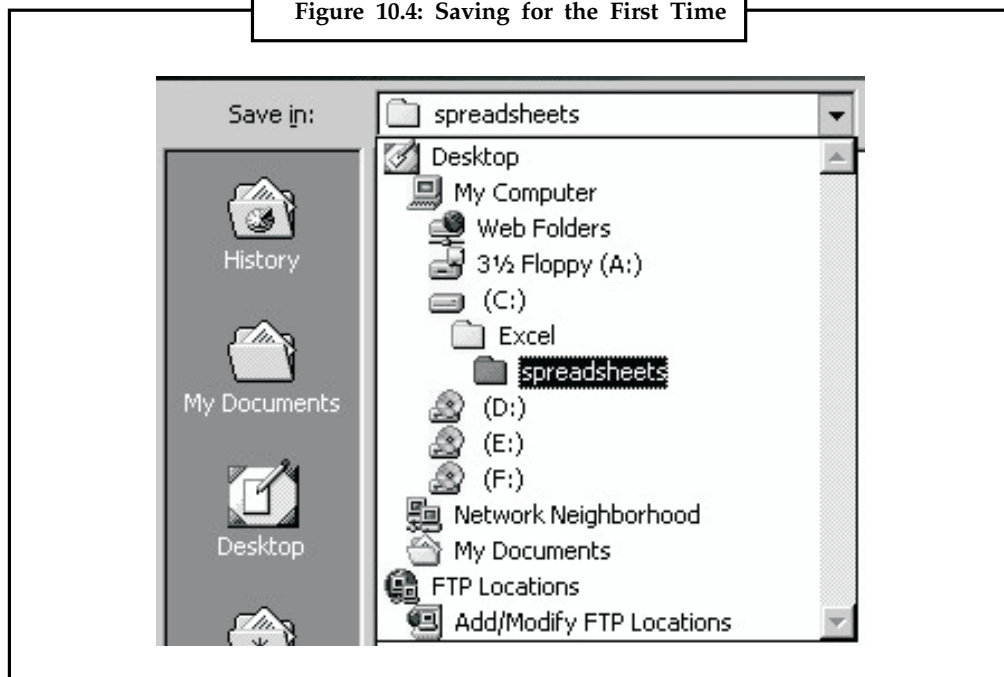 Figure 10.4: Saving for the First Time
Save in:
spreadsheets
Desktop
My Computer
Web Folders
3½ Floppy (A:)
(C:)
Excel
spreadsheets
(D:)
(E:)
(F:)
Network Neighborhood
My Documents
FTP Locations
Add/Modify FTP Locations
History
My Documents
Desktop